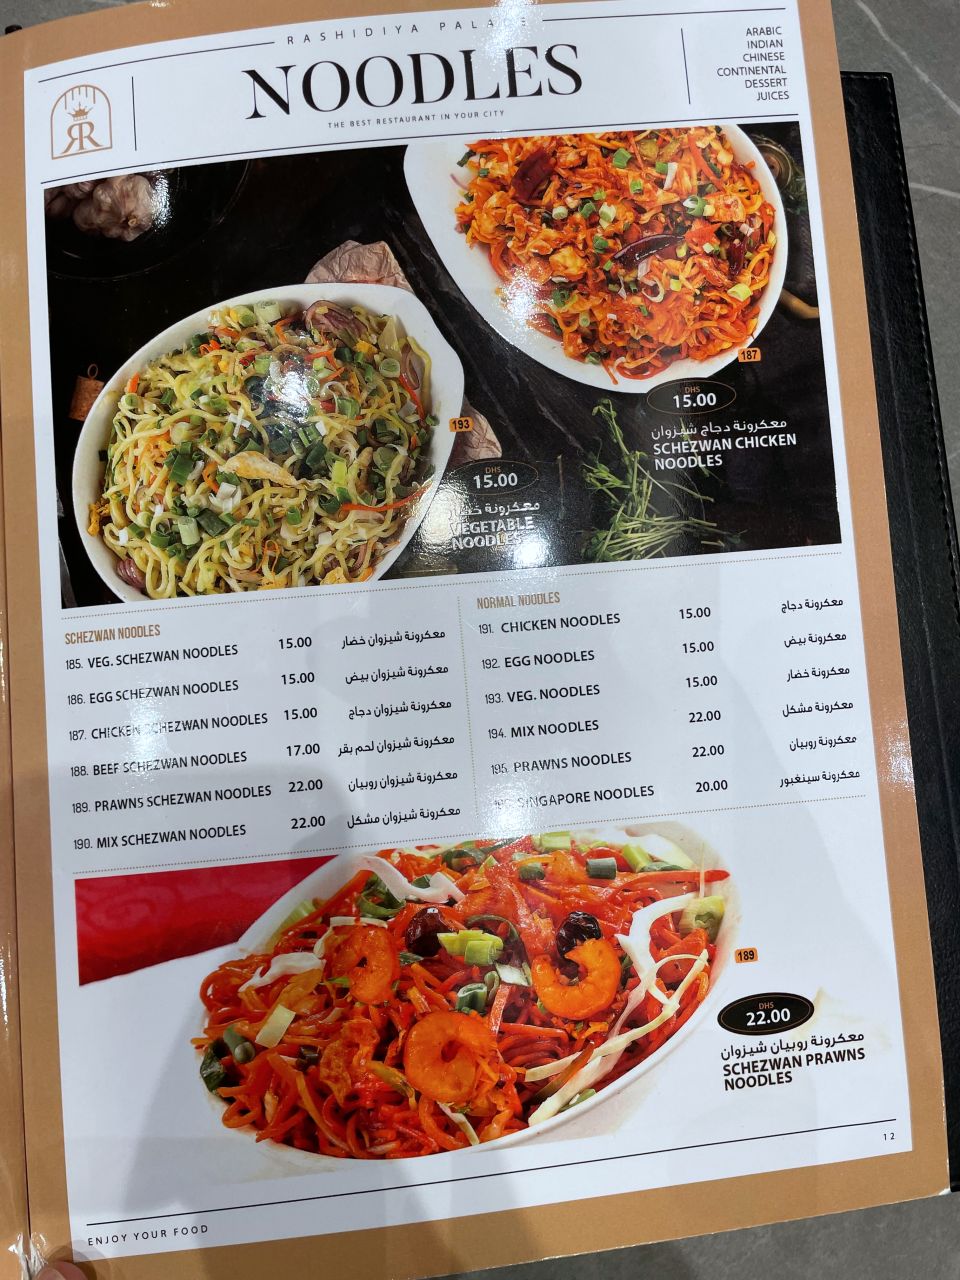 RASHIDIYA PALACE
NOODLES
THE BEST RESTAURANT IN YOUR CITY
ARABIC
INDIAN
CHINESE
CONTINENTAL
DESSERT
JUICES
RR
187
DHS
15.00
معكرونة دجاج شيزوان
SCHEZWAN CHICKEN
NOODLES
193
DHS
15.00
معكرونة خضار
VEGETABLE
NOODLES
SCHEZWAN NOODLES
185. VEG. SCHEZWAN NOODLES 15.00 معكرونة شيزوان خضار
186. EGG SCHEZWAN NOODLES 15.00 معكرونة شيزوان بيض
187. CHICKEN SCHEZWAN NOODLES 15.00 معكرونة شيزوان دجاج
188. BEEF SCHEZWAN NOODLES 17.00 معكرونة شيزوان لحم بقر
189. PRAWNS SCHEZWAN NOODLES 22.00 معكرونة شيزوان روبيان
190. MIX SCHEZWAN NOODLES 22.00 معكرونة شيزوان مشكل
NORMAL NOODLES
191. CHICKEN NOODLES 15.00 معكرونة دجاج
192. EGG NOODLES 15.00 معكرونة بيض
193. VEG. NOODLES 15.00 معكرونة خضار
194. MIX NOODLES 22.00 معكرونة مشكل
195. PRAWNS NOODLES 22.00 معكرونة روبيان
SINGAPORE NOODLES 20.00 معكرونة سينغبور
189
DHS
22.00
معكرونة روبيان شيزوان
SCHEZWAN PRAWNS
NOODLES
12
ENJOY YOUR FOOD